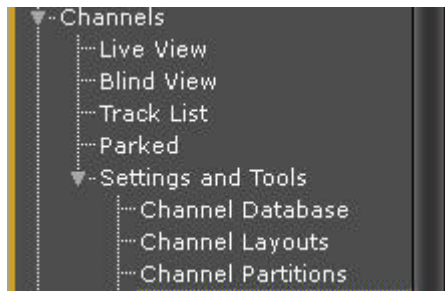 Channels
Live View
Blind View
Track List
Parked
Settings and Tools
Channel Database
Channel Layouts
Channel Partitions